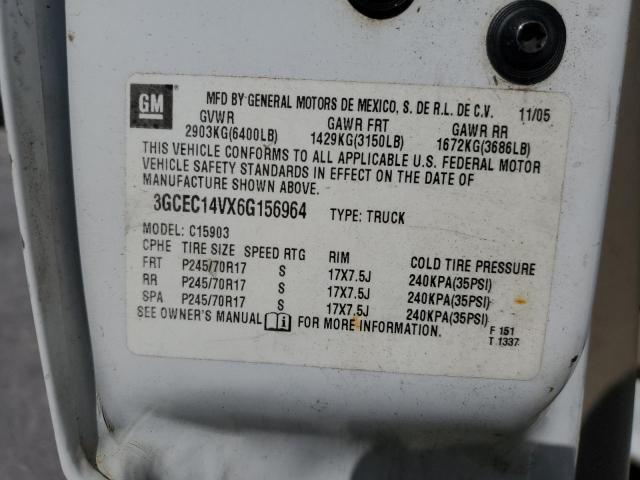 GM
MFD BY GENERAL MOTORS DE MEXICO, S. DE R.L. DE C.V. 11/05
GVWR GAWR FRT GAWR RR
2903KG(6400LB) 1429KG(3150LB) 1672KG(3686LB)
THIS VEHICLE CONFORMS TO ALL APPLICABLE U.S. FEDERAL MOTOR
VEHICLE SAFETY STANDARDS IN EFFECT ON THE DATE OF
MANUFACTURE SHOWN ABOVE.
3GCEC14VX6G156964 TYPE: TRUCK
MODEL: C15903
CPHE TIRE SIZE SPEED RTG RIM COLD TIRE PRESSURE
FRT P245/70R17 S 17X7.5J 240KPA(35PSI)
RR P245/70R17 S 17X7.5J 240KPA(35PSI)
SPA P245/70R17 S 17X7.5J 240KPA(35PSI)
SEE OWNER'S MANUAL i FOR MORE INFORMATION.
F 151
T 1337